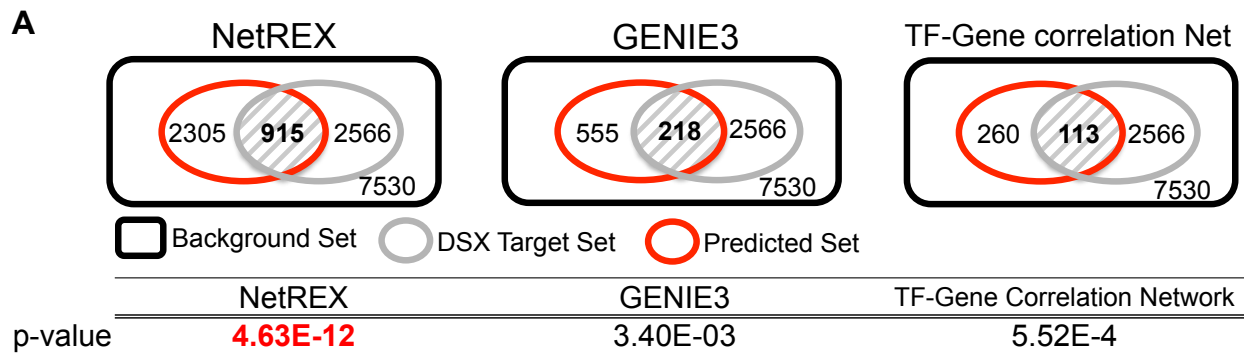 A
NetREX GENIE3 TF-Gene correlation Net
2305 915 2566 7530
555 218 2566 7530
260 113 2566 7530
Background Set DSX Target Set Predicted Set
NetREX GENIE3 TF-Gene Correlation Network
p-value 4.63E-12 3.40E-03 5.52E-4